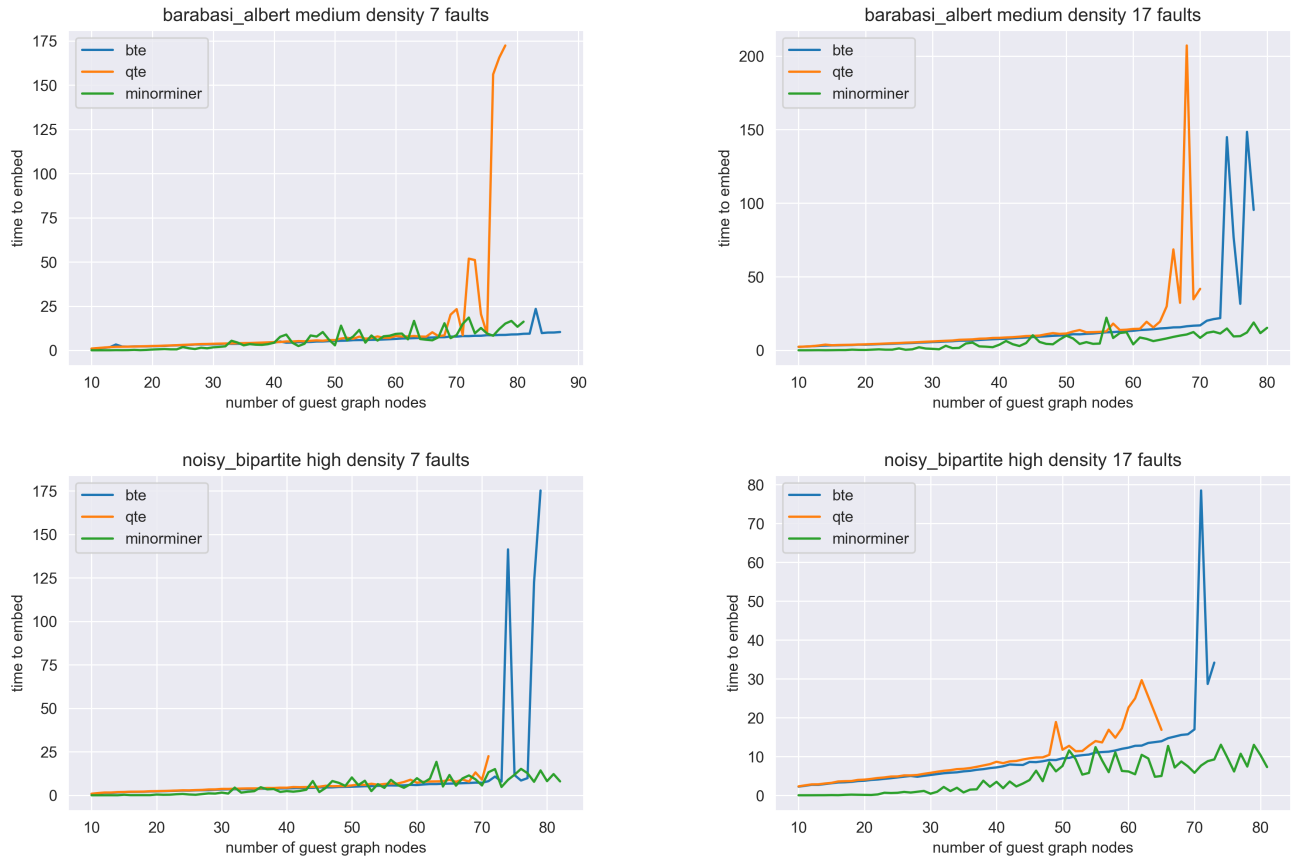 barabasi_albert medium density 7 faults
175
150
125
100
75
50
25
0
time to embed
bte
qte
minorminer
10 20 30 40 50 60 70 80 90
number of guest graph nodes
barabasi_albert medium density 17 faults
200
150
100
50
0
time to embed
bte
qte
minorminer
10 20 30 40 50 60 70 80
number of guest graph nodes
noisy_bipartite high density 7 faults
175
150
125
100
75
50
25
0
time to embed
bte
qte
minorminer
10 20 30 40 50 60 70 80
number of guest graph nodes
noisy_bipartite high density 17 faults
80
70
60
50
40
30
20
10
0
time to embed
bte
qte
minorminer
10 20 30 40 50 60 70 80
number of guest graph nodes